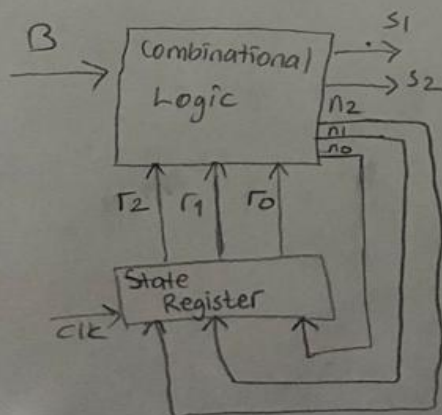 B
Combinational
Logic
S1
S2
n2
n1
n0
r2 r1 r0
State
Register
Clk